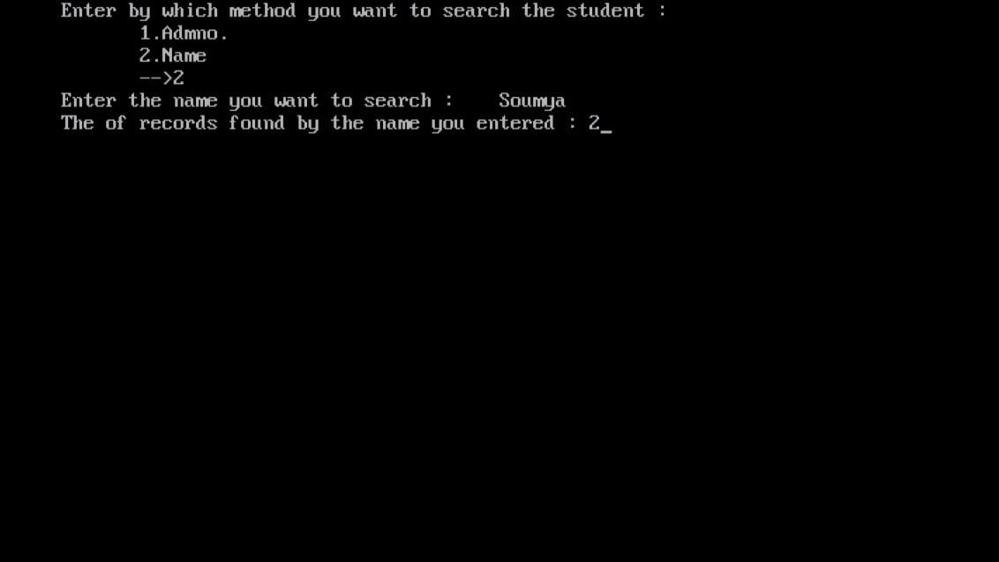 Enter by which method you want to search the student :
1.Admno.
2.Name
-->2
Enter the name you want to search : Soumya
The of records found by the name you entered : 2_